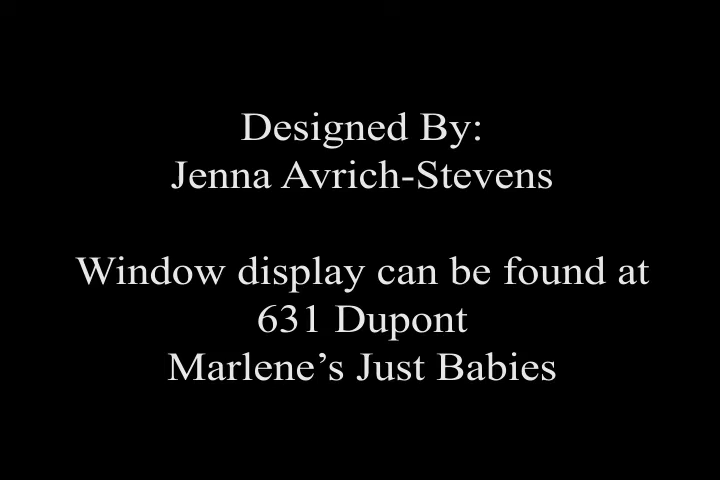 Designed By:
Jenna Avrich-Stevens
Window display can be found at
631 Dupont
Marlene’s Just Babies